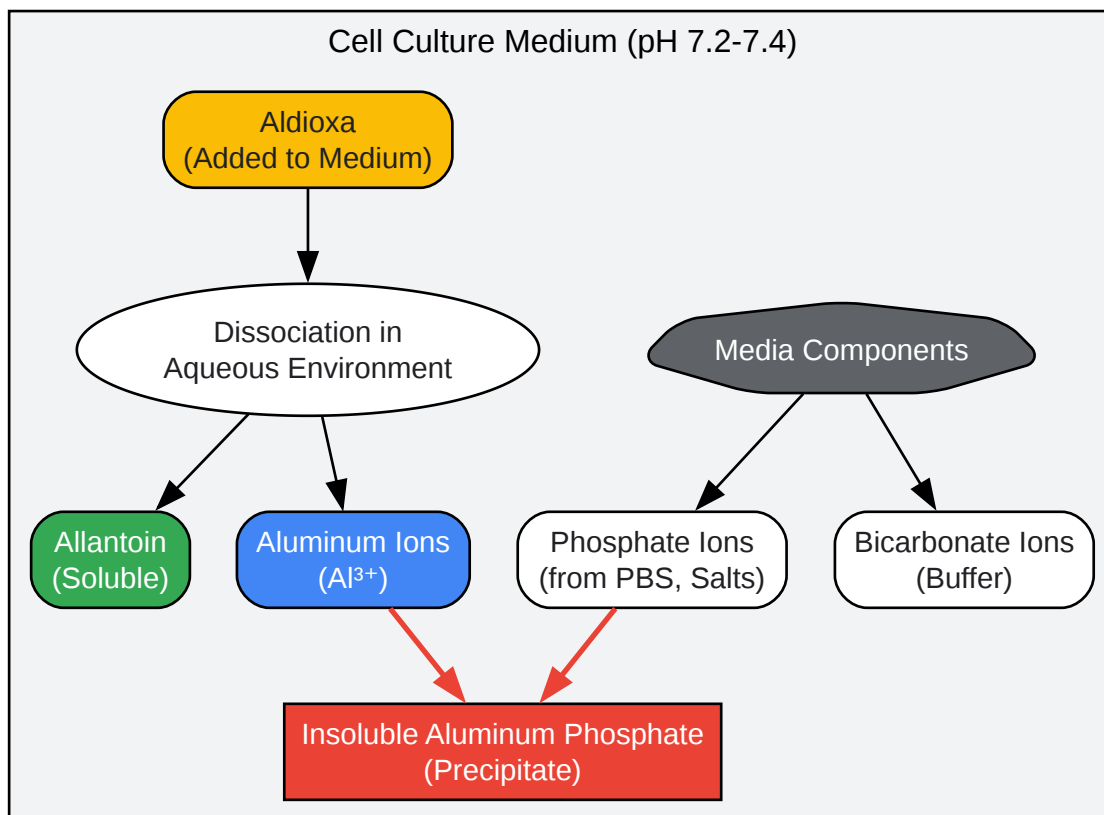 Cell Culture Medium (pH 7.2-7.4)
Aldioxa
(Added to Medium)
Dissociation in
Aqueous Environment
Media Components
Allantoin
(Soluble)
Aluminum Ions
(Al³⁺)
Phosphate Ions
(from PBS, Salts)
Bicarbonate Ions
(Buffer)
Insoluble Aluminum Phosphate
(Precipitate)